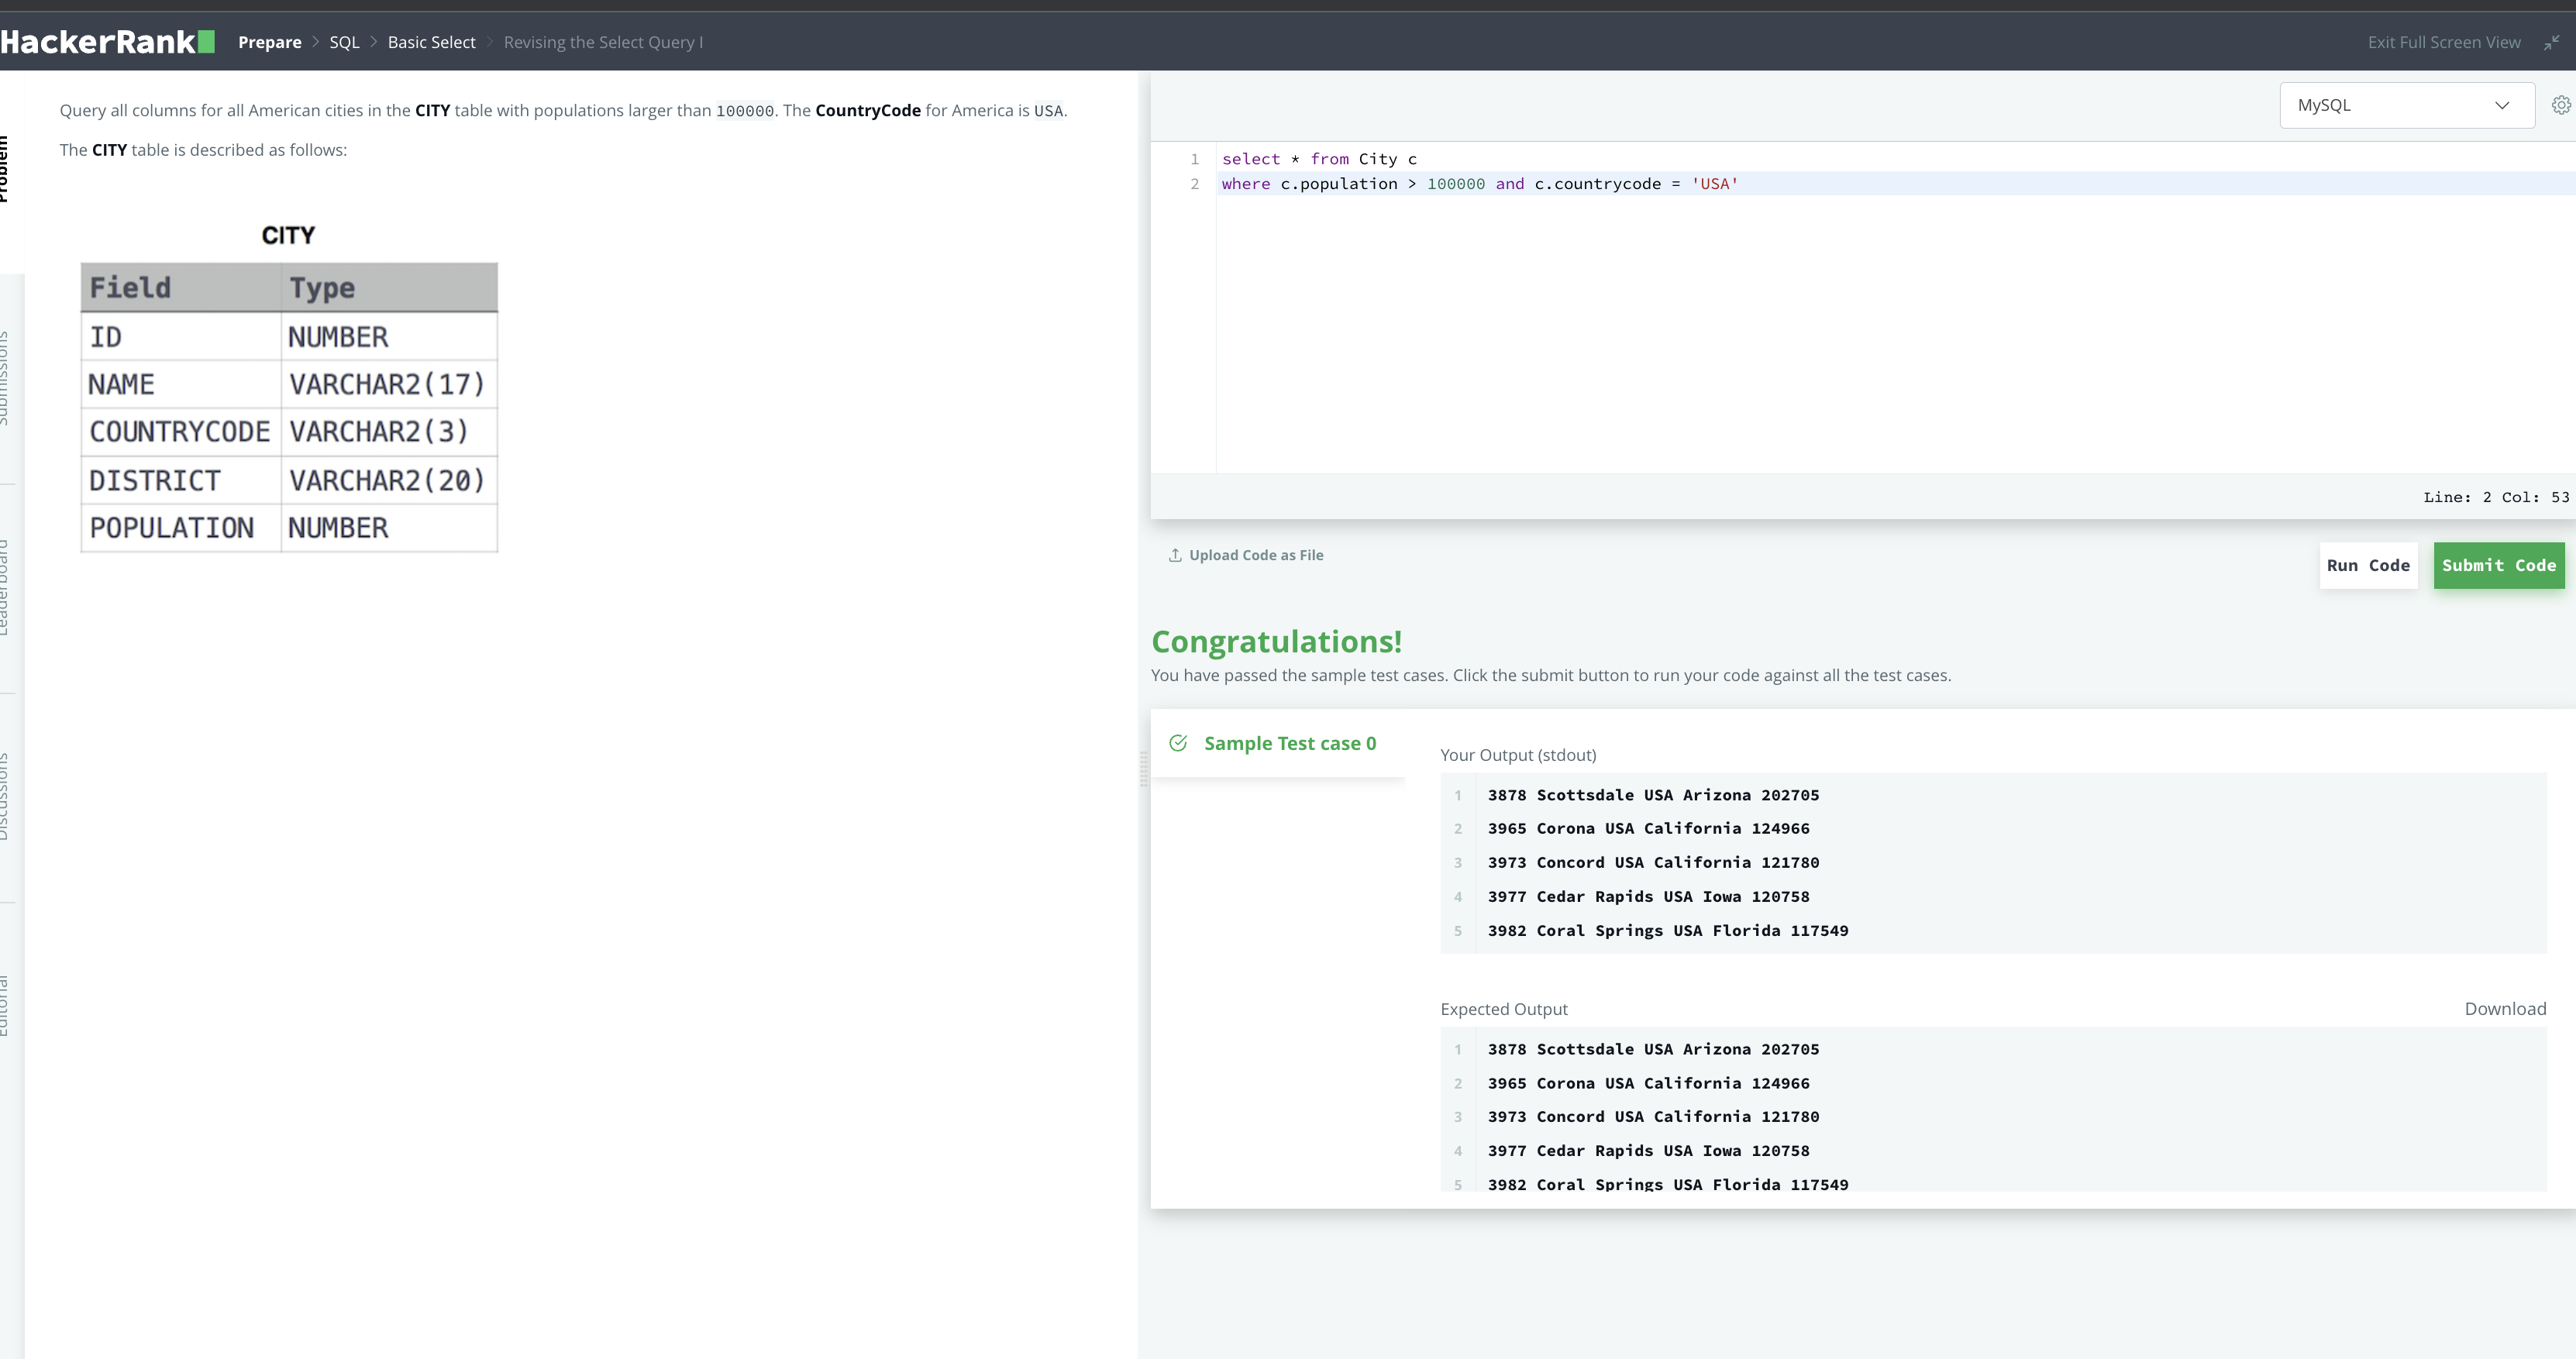 HackerRank Prepare > SQL > Basic Select > Revising the Select Query I Exit Full Screen View
Problem
Submissions
Leaderboard
Discussions
Editorial
Query all columns for all American cities in the CITY table with populations larger than 100000. The CountryCode for America is USA.
The CITY table is described as follows:
CITY
Field Type
ID NUMBER
NAME VARCHAR2(17)
COUNTRYCODE VARCHAR2(3)
DISTRICT VARCHAR2(20)
POPULATION NUMBER
MySQL
1 select * from City c
2 where c.population > 100000 and c.countrycode = 'USA'
Line: 2 Col: 53
Upload Code as File
Run Code
Submit Code
Congratulations!
You have passed the sample test cases. Click the submit button to run your code against all the test cases.
Sample Test case 0
Your Output (stdout)
1 3878 Scottsdale USA Arizona 202705
2 3965 Corona USA California 124966
3 3973 Concord USA California 121780
4 3977 Cedar Rapids USA Iowa 120758
5 3982 Coral Springs USA Florida 117549
Expected Output Download
1 3878 Scottsdale USA Arizona 202705
2 3965 Corona USA California 124966
3 3973 Concord USA California 121780
4 3977 Cedar Rapids USA Iowa 120758
5 3982 Coral Springs USA Florida 117549